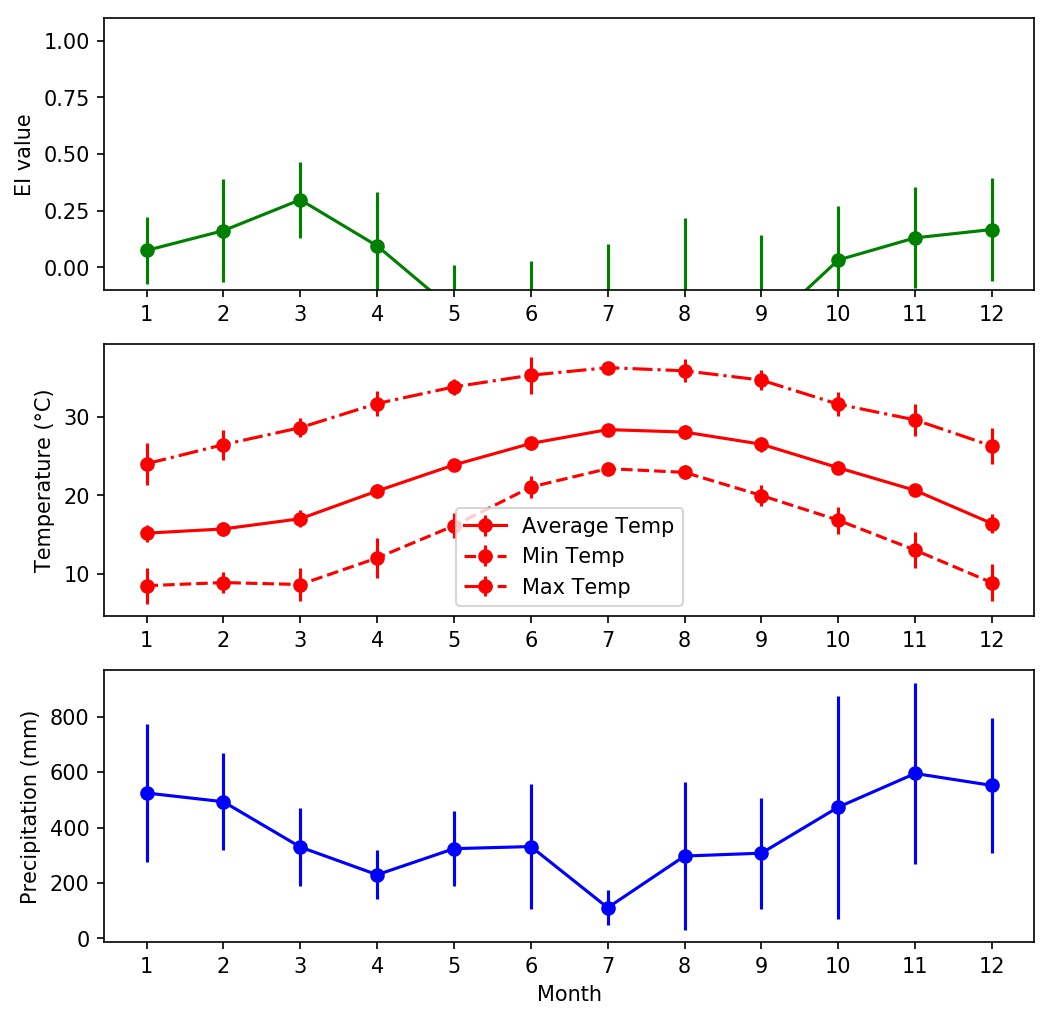 1.00
0.75
0.50
0.25
0.00
EI value
1 2 3 4 5 6 7 8 9 10 11 12
30
20
10
Temperature (°C)
Average Temp
Min Temp
Max Temp
1 2 3 4 5 6 7 8 9 10 11 12
800
600
400
200
0
Precipitation (mm)
1 2 3 4 5 6 7 8 9 10 11 12
Month